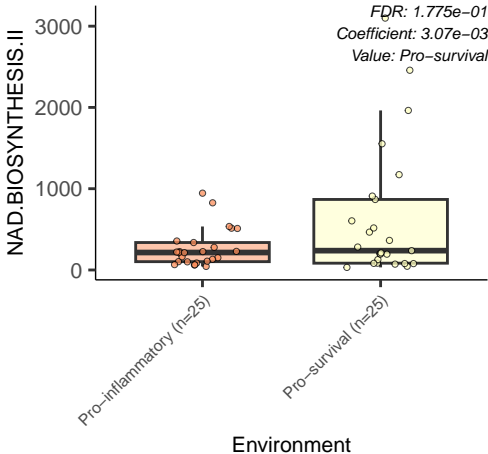 FDR: 1.775e−01
Coefficient: 3.07e−03
Value: Pro−survival
NAD.BIOSYNTHESIS.II
3000
2000
1000
0
Pro−inflammatory (n=25)
Pro−survival (n=25)
Environment